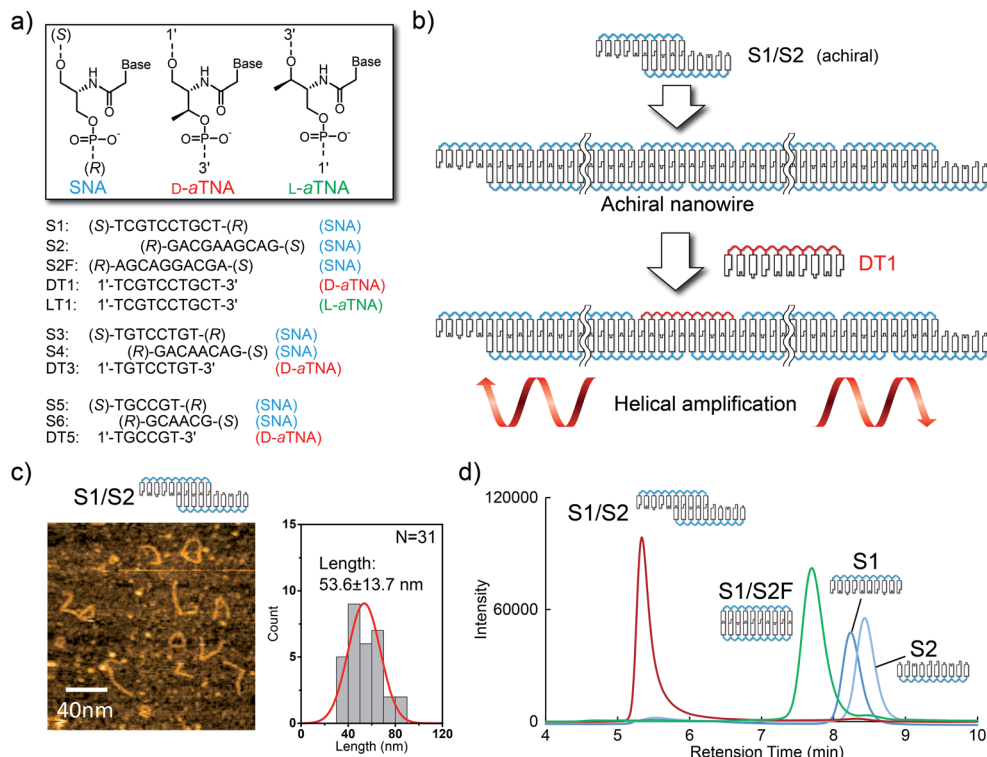 a)
(S)
O
N
H
Base
O
O
O=P-O⁻
(R)
SNA
1'
O
N
H
Base
O
O
O=P-O⁻
3'
D-aTNA
3'
O
N
H
Base
O
O
O=P-O⁻
1'
L-aTNA
S1: (S)-TCGTCCTGCT-(R) (SNA)
S2: (R)-GACGAAGCAG-(S) (SNA)
S2F: (R)-AGCAGGACGA-(S) (SNA)
DT1: 1'-TCGTCCTGCT-3' (D-aTNA)
LT1: 1'-TCGTCCTGCT-3' (L-aTNA)
S3: (S)-TGTCCTGT-(R) (SNA)
S4: (R)-GACAACAG-(S) (SNA)
DT3: 1'-TGTCCTGT-3' (D-aTNA)
S5: (S)-TGCCGT-(R) (SNA)
S6: (R)-GCAACG-(S) (SNA)
DT5: 1'-TGCCGT-3' (D-aTNA)
b)
S1/S2 (achiral)
Achiral nanowire
DT1
Helical amplification
c)
S1/S2
40nm
N=31
Length:
53.6±13.7 nm
Count
15
10
5
0
0 40 80 120
Length (nm)
d)
S1/S2
S1/S2F
S1
S2
Intensity
120000
60000
0
4 5 6 7 8 9 10
Retention Time (min)